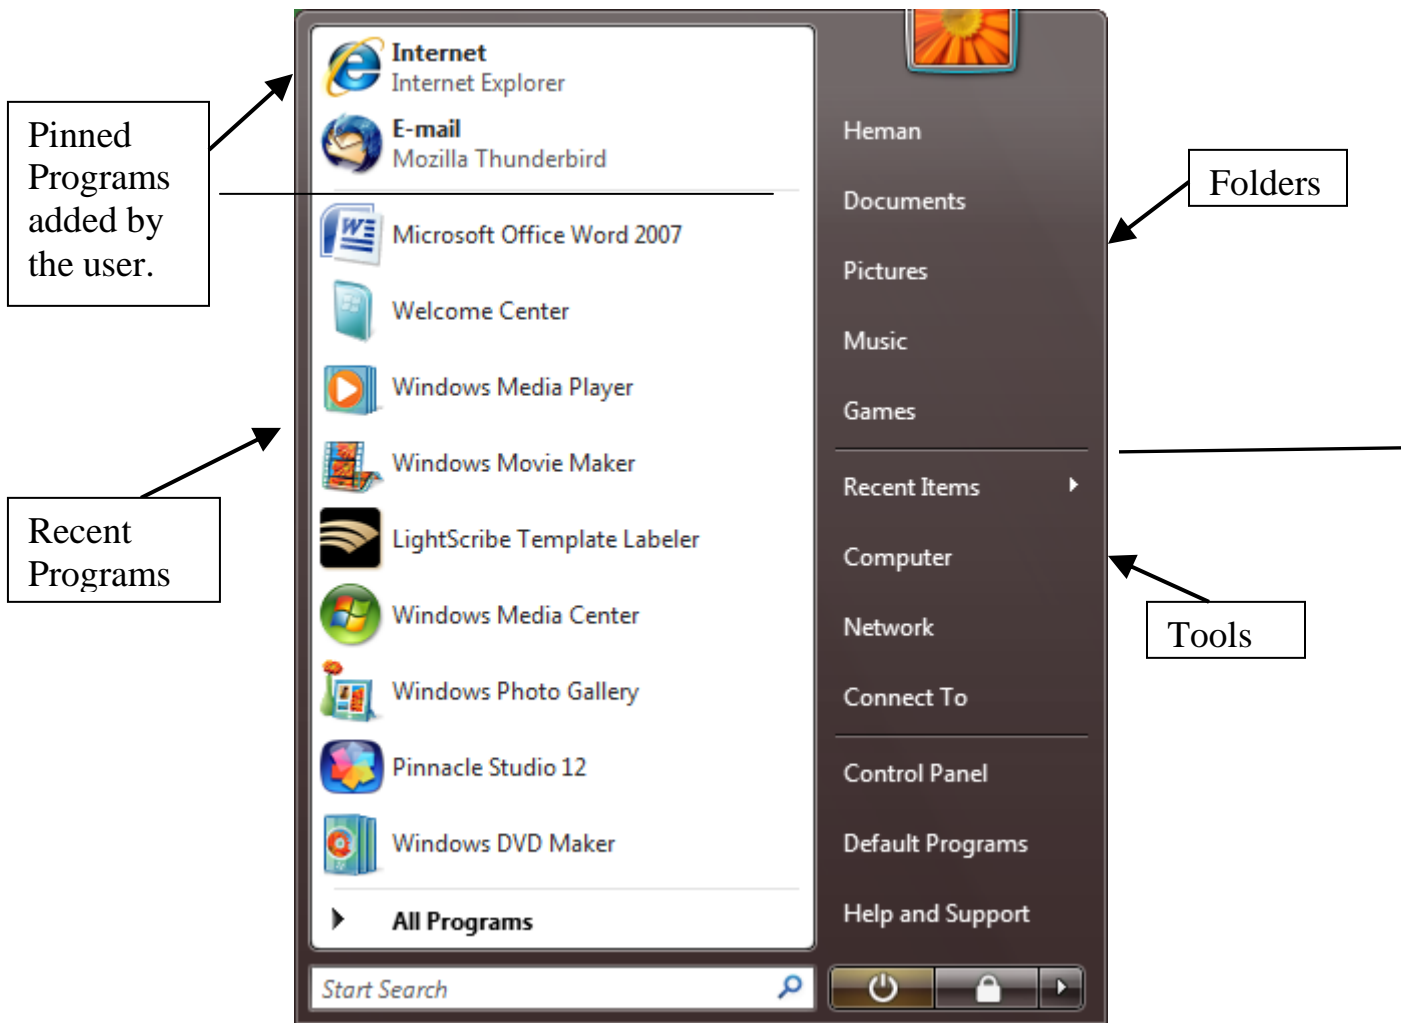 Pinned
Programs
added by
the user.
Recent
Programs
Internet
Internet Explorer
E-mail
Mozilla Thunderbird
Microsoft Office Word 2007
Welcome Center
Windows Media Player
Windows Movie Maker
LightScribe Template Labeler
Windows Media Center
Windows Photo Gallery
Pinnacle Studio 12
Windows DVD Maker
All Programs
Start Search
Heman
Documents
Pictures
Music
Games
Recent Items
Computer
Network
Connect To
Control Panel
Default Programs
Help and Support
Folders
Tools